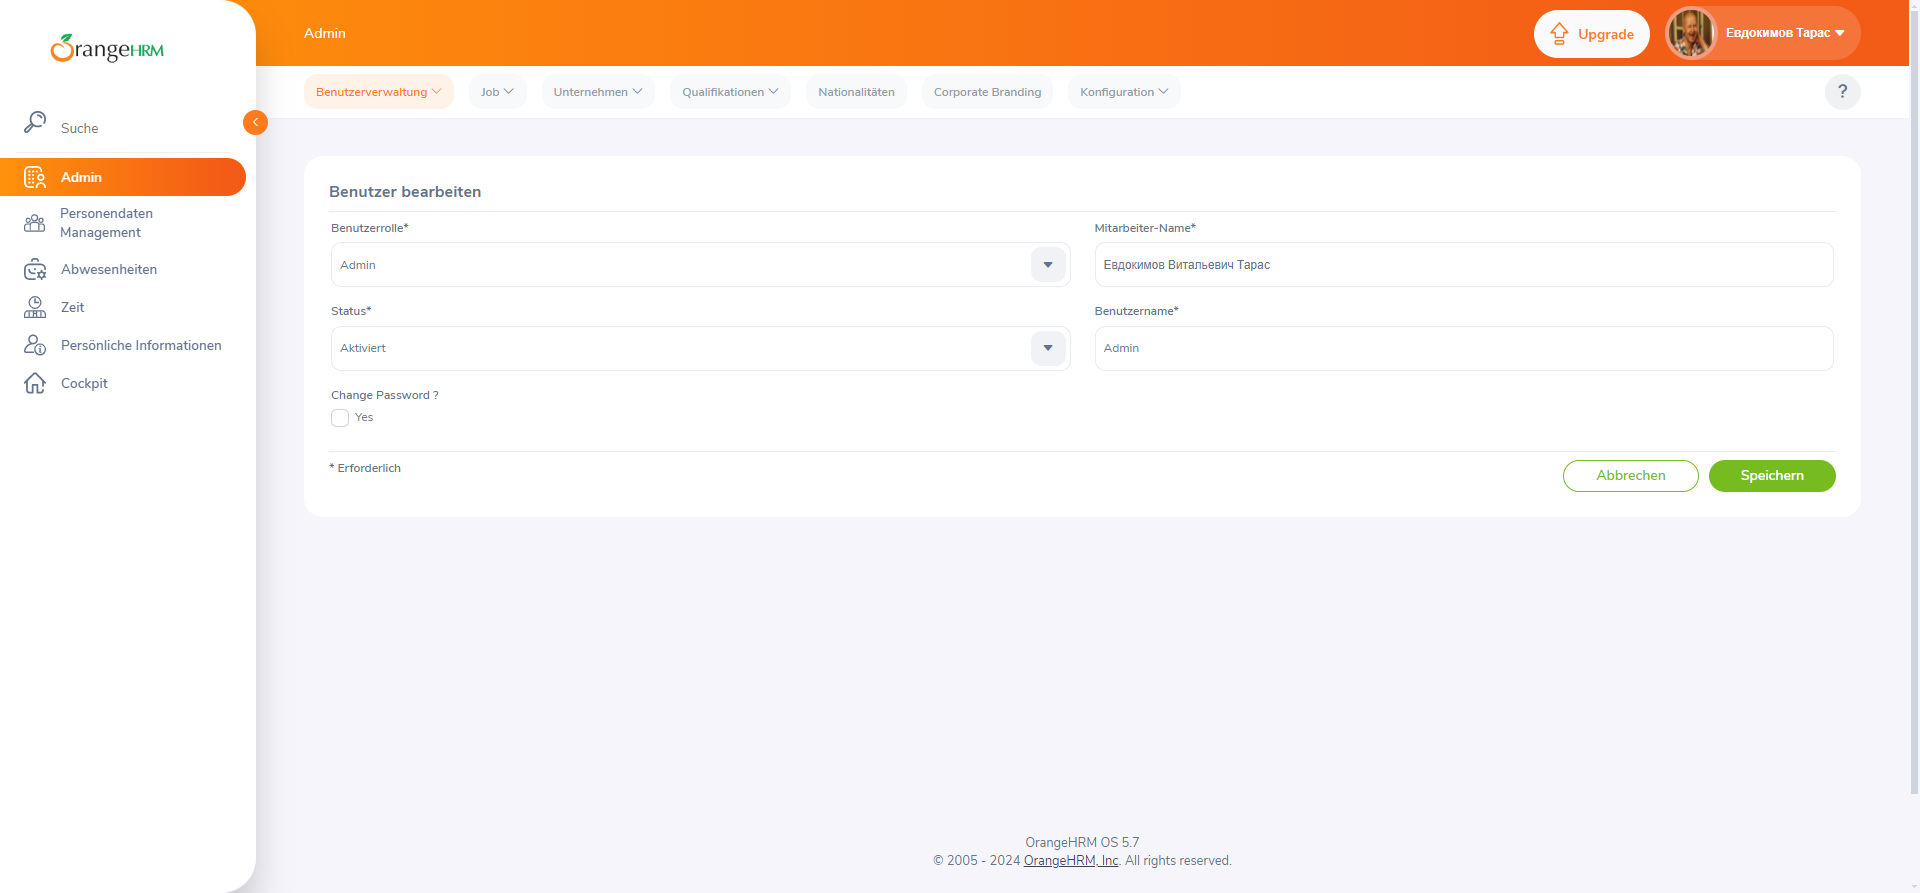 OrangeHRM
Suche
Admin
Personendaten
Management
Abwesenheiten
Zeit
Persönliche Informationen
Cockpit
Admin
Upgrade
Евдокимов Тарас
Benutzerverwaltung
Job
Unternehmen
Qualifikationen
Nationalitäten
Corporate Branding
Konfiguration
?
Benutzer bearbeiten
Benutzerrolle*
Mitarbeiter-Name*
Admin
Евдокимов Витальевич Тарас
Status*
Benutzername*
Aktiviert
Admin
Change Password ?
Yes
* Erforderlich
Abbrechen
Speichern
OrangeHRM OS 5.7
© 2005 - 2024 OrangeHRM, Inc. All rights reserved.